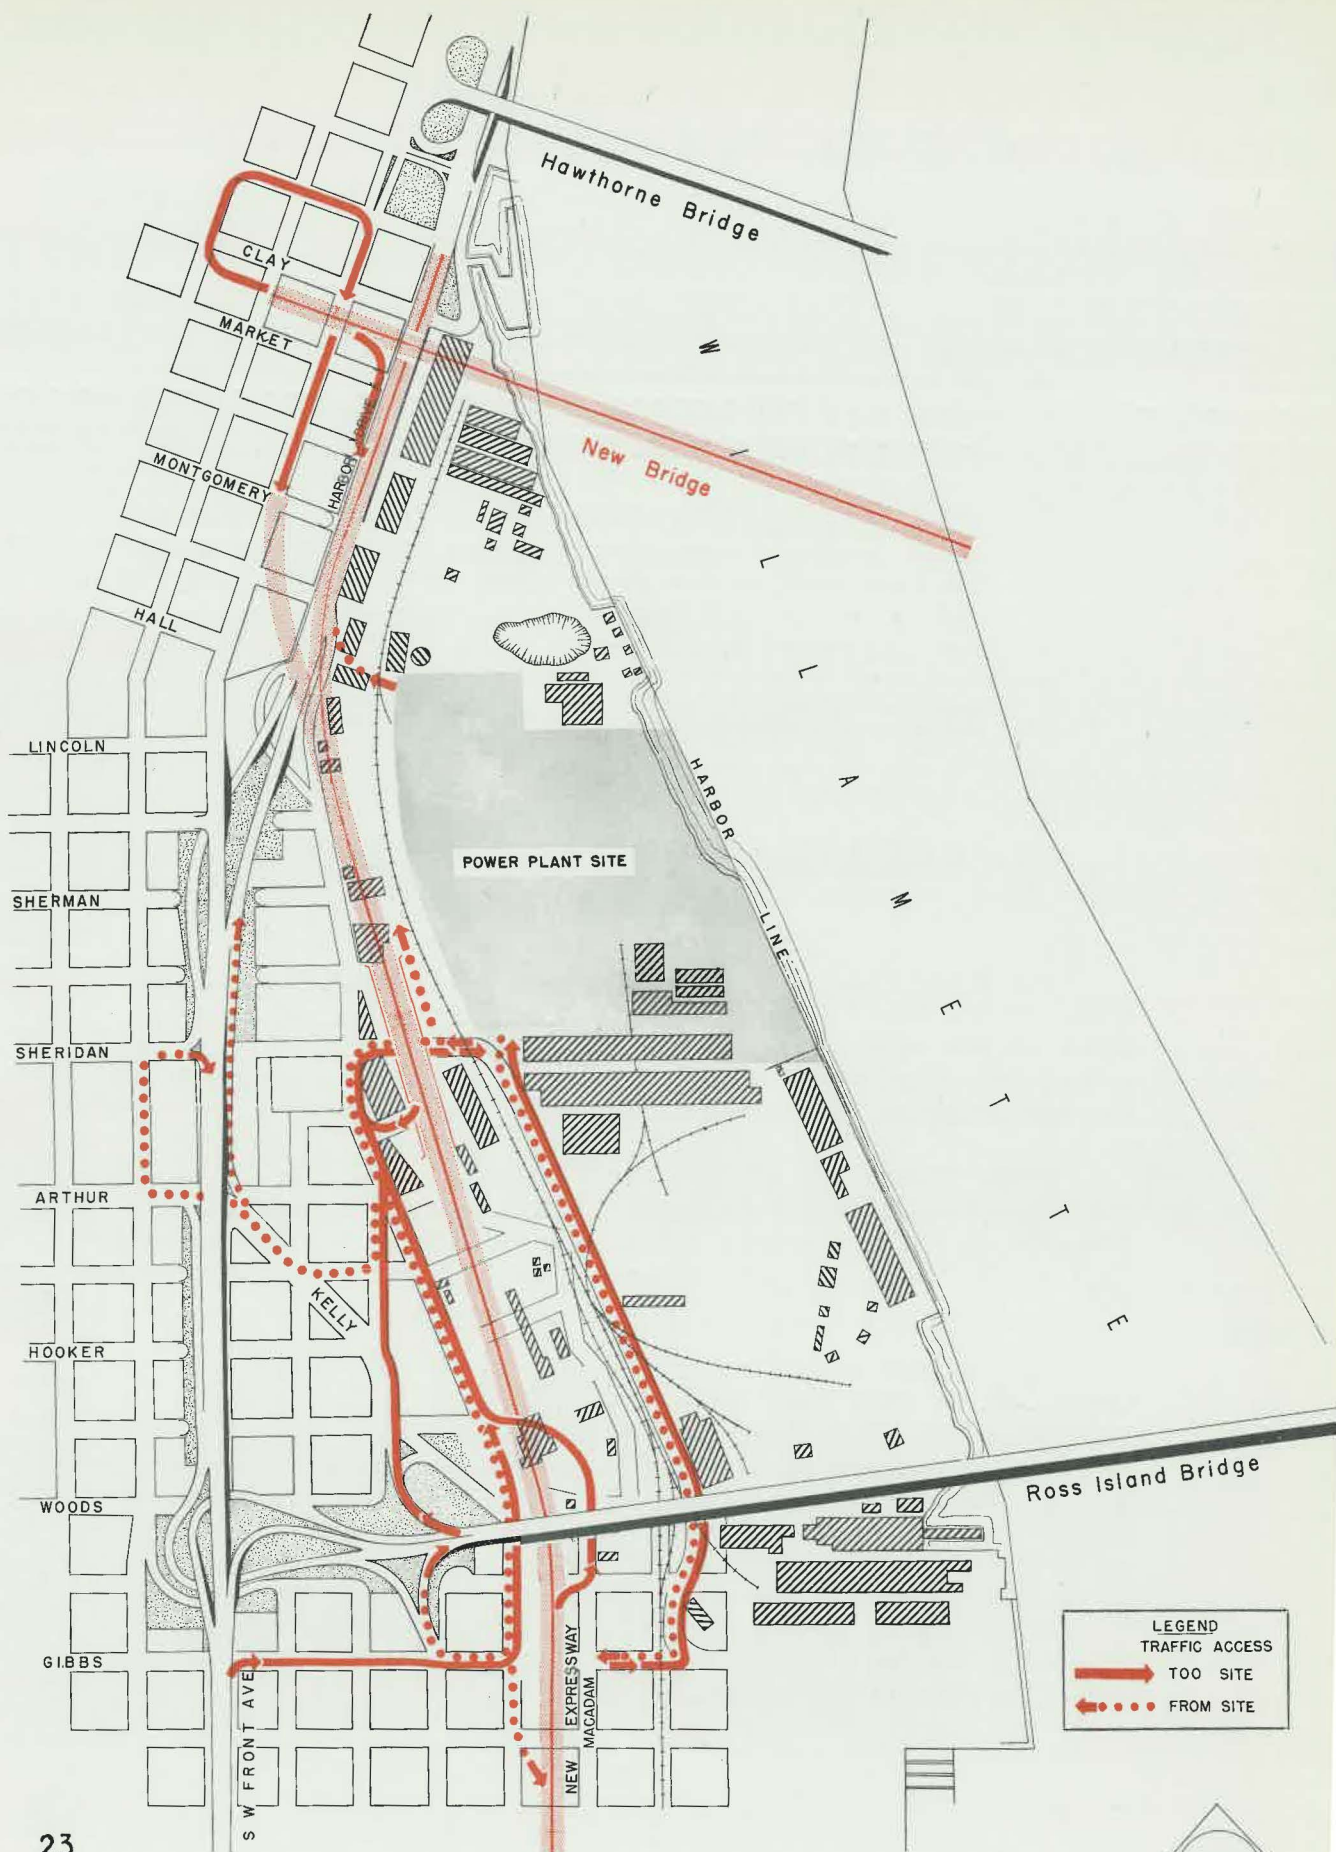 Hawthorne Bridge
CLAY
MARKET
HARBOR DRIVE
New Bridge
MONTGOMERY
HALL
WILLAMETTE
LINCOLN
HARBOR LINE
POWER PLANT SITE
SHERMAN
SHERIDAN
ARTHUR
KELLY
HOOKER
Ross Island Bridge
WOODS
GIBBS
S W FRONT AVE
NEW EXPRESSWAY
MACADAM
LEGEND
TRAFFIC ACCESS
TOO SITE
FROM SITE
23